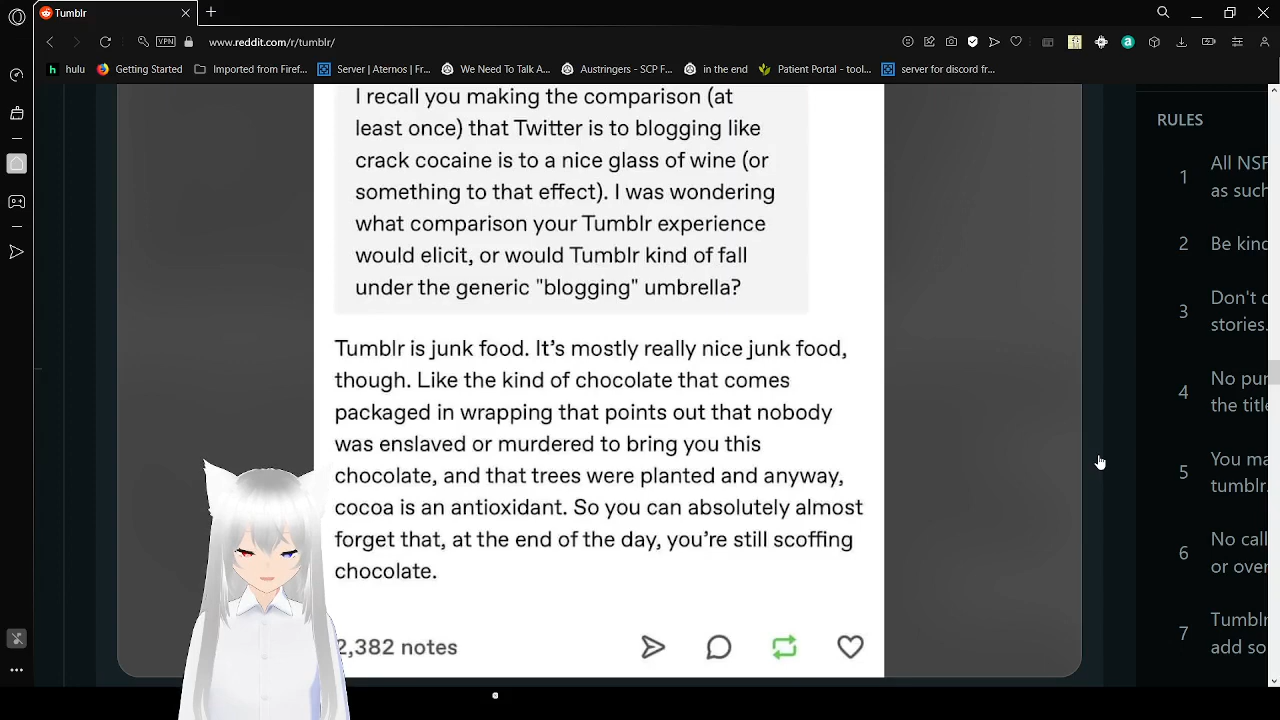 Tumblr
VPN
www.reddit.com/r/tumblr/
hulu
Getting Started
Imported from Firef...
Server | Aternos | Fr...
We Need To Talk A...
Austringers - SCP F...
in the end
Patient Portal - tool...
server for discord fr...
I recall you making the comparison (at
least once) that Twitter is to blogging like
crack cocaine is to a nice glass of wine (or
something to that effect). I was wondering
what comparison your Tumblr experience
would elicit, or would Tumblr kind of fall
under the generic "blogging" umbrella?
Tumblr is junk food. It's mostly really nice junk food,
though. Like the kind of chocolate that comes
packaged in wrapping that points out that nobody
was enslaved or murdered to bring you this
chocolate, and that trees were planted and anyway,
cocoa is an antioxidant. So you can absolutely almost
forget that, at the end of the day, you're still scoffing
chocolate.
2,382 notes
RULES
1
All NSF
as such
2
Be kind
3
Don't
stories.
4
No pur
the title
5
You ma
tumblr.
6
No call
or over
7
Tumblr
add so